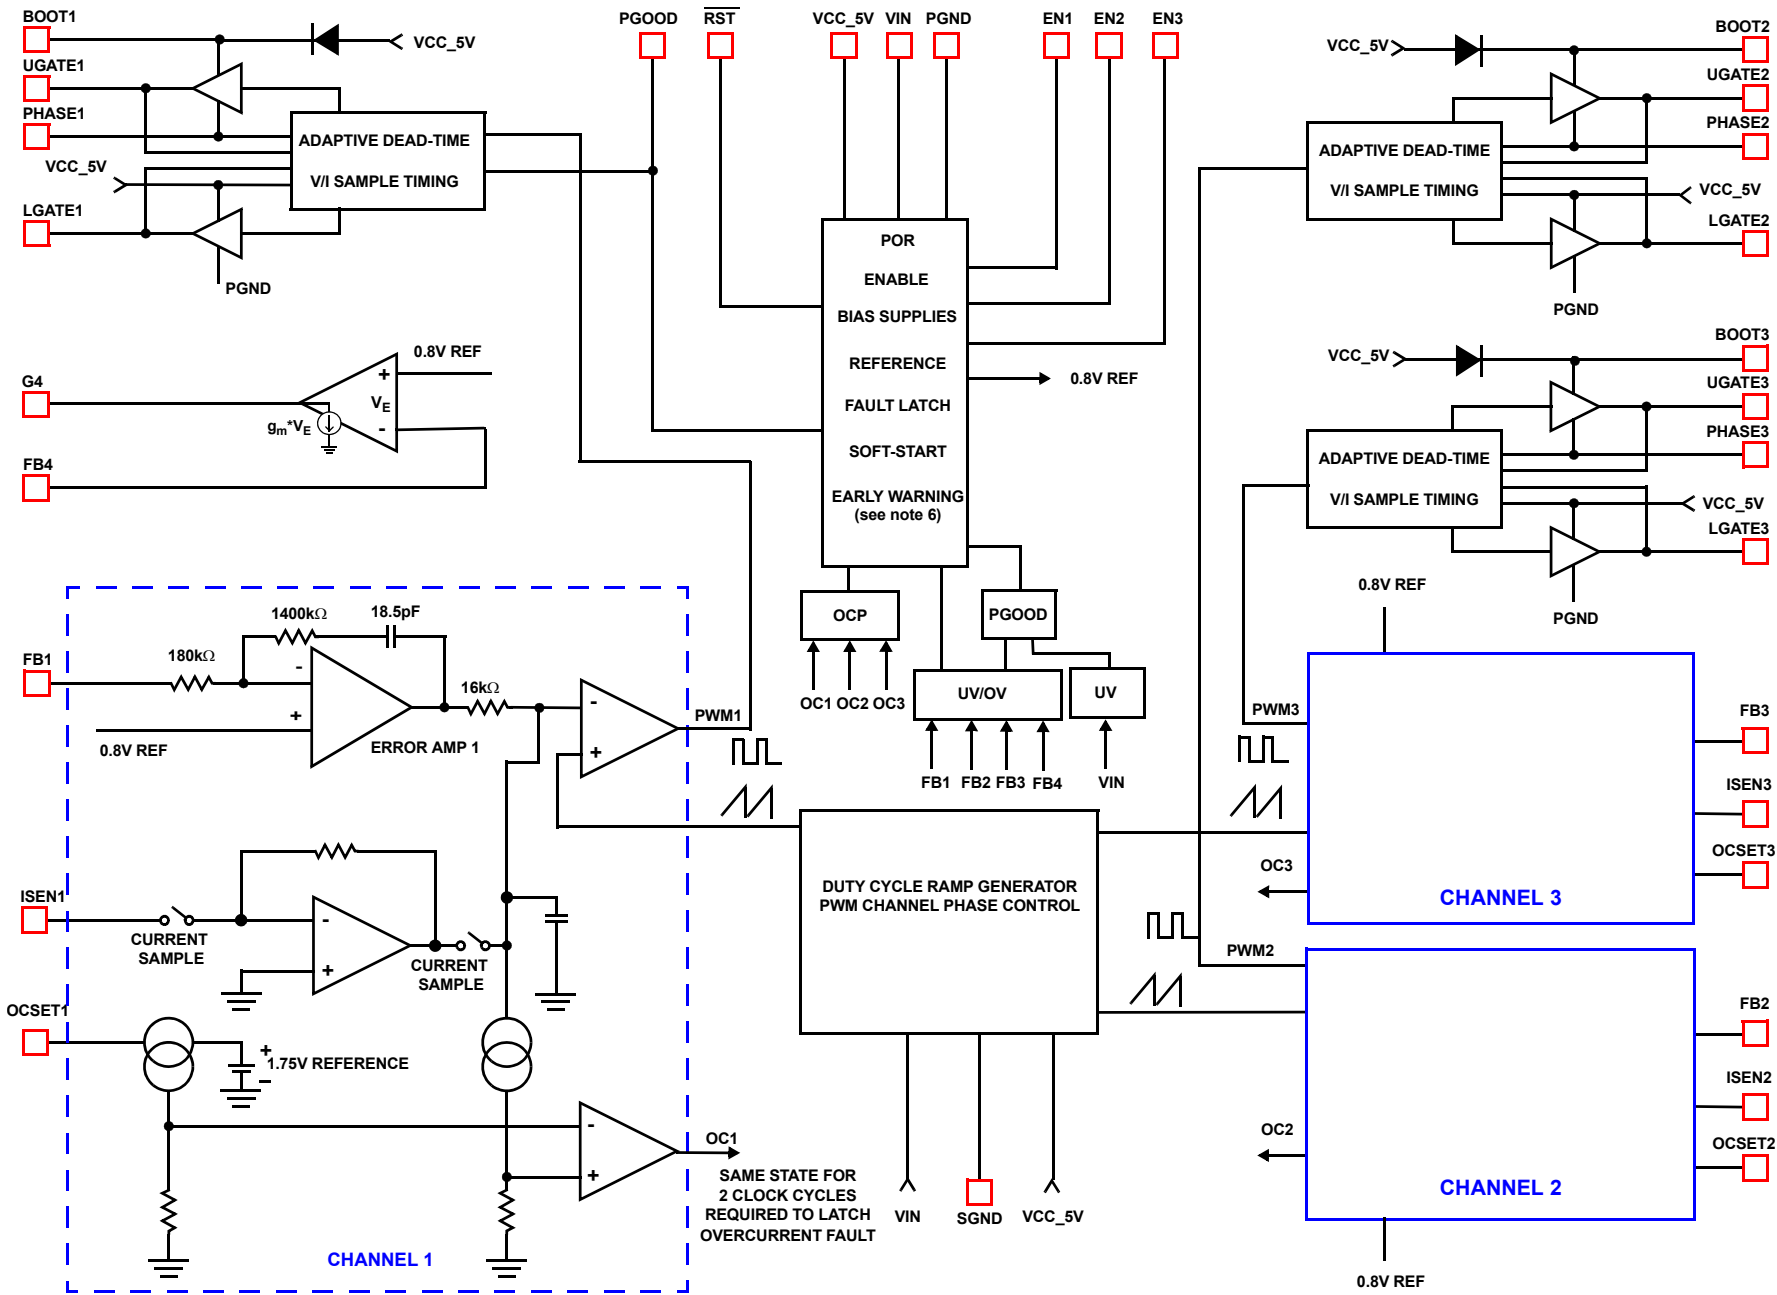 BOOT1
UGATE1
PHASE1
VCC_5V
LGATE1
VCC_5V
ADAPTIVE DEAD-TIME
V/I SAMPLE TIMING
PGND
PGOOD
RST
VCC_5V
VIN
PGND
EN1
EN2
EN3
POR
ENABLE
BIAS SUPPLIES
REFERENCE
FAULT LATCH
SOFT-START
EARLY WARNING
(see note 6)
0.8V REF
VCC_5V
BOOT2
UGATE2
PHASE2
ADAPTIVE DEAD-TIME
V/I SAMPLE TIMING
VCC_5V
LGATE2
PGND
VCC_5V
BOOT3
UGATE3
PHASE3
ADAPTIVE DEAD-TIME
V/I SAMPLE TIMING
VCC_5V
LGATE3
PGND
0.8V REF
G4
+
VE
-
gm*VE
FB4
OCP
OC1 OC2 OC3
PGOOD
UV/OV
UV
FB1 FB2 FB3 FB4
VIN
FB1
180kΩ
1400kΩ
18.5pF
-
+
0.8V REF
ERROR AMP 1
16kΩ
-
+
PWM1
ISEN1
CURRENT
SAMPLE
-
+
CURRENT
SAMPLE
OCSET1
+
1.75V REFERENCE
-
-
+
OC1
SAME STATE FOR
2 CLOCK CYCLES
REQUIRED TO LATCH
OVERCURRENT FAULT
CHANNEL 1
DUTY CYCLE RAMP GENERATOR
PWM CHANNEL PHASE CONTROL
VIN
SGND
VCC_5V
0.8V REF
PWM3
OC3
CHANNEL 3
FB3
ISEN3
OCSET3
PWM2
OC2
CHANNEL 2
FB2
ISEN2
OCSET2
0.8V REF